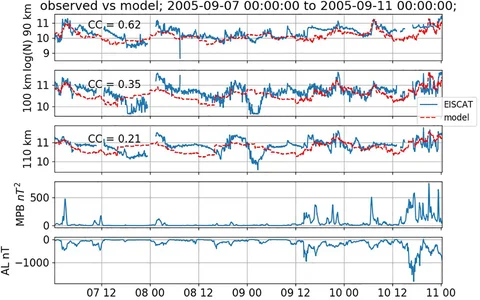 observed vs model; 2005-09-07 00:00:00 to 2005-09-11 00:00:00;
90 km
log(N)
11
10
9
CC = 0.62
100 km
11
10
CC = 0.35
EISCAT
model
110 km
11
10
CC = 0.21
MPB nT²
500
0
AL nT
0
−1000
07 12 08 00 08 12 09 00 09 12 10 00 10 12 11 00